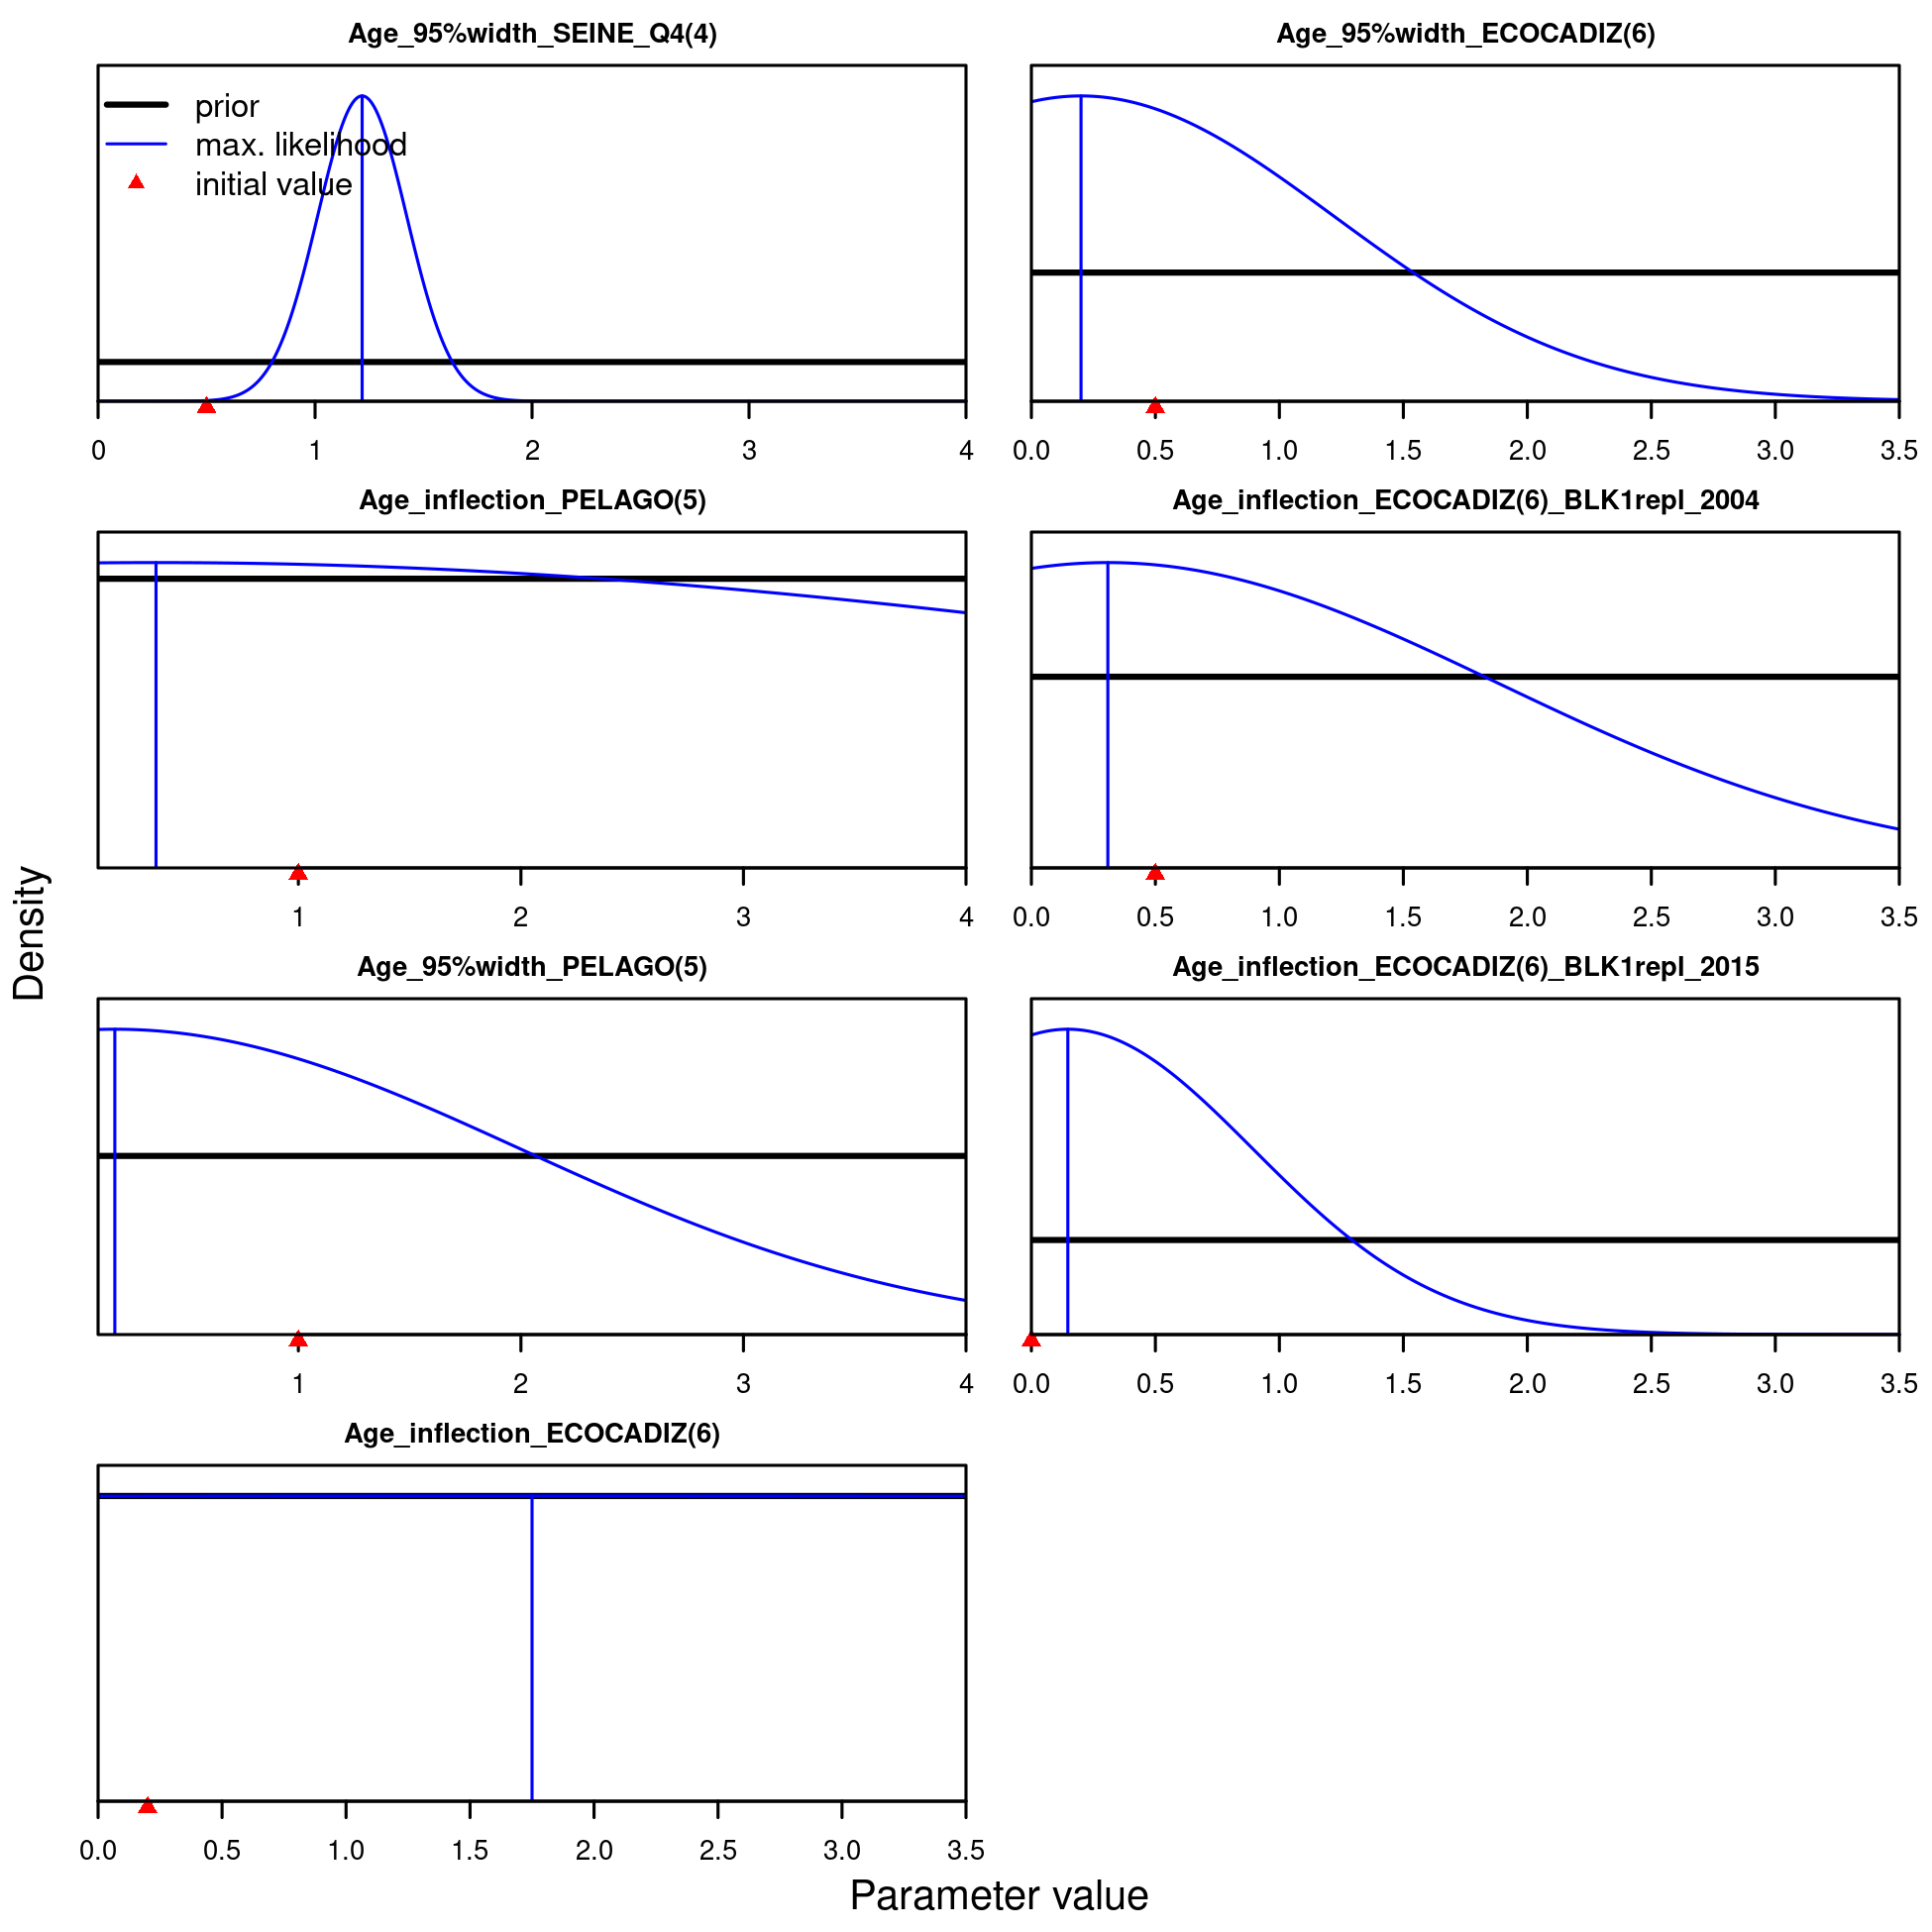 Age_95%width_SEINE_Q4(4)
prior
max. likelihood
initial value
0 1 2 3 4
Age_95%width_ECOCADIZ(6)
0.0 0.5 1.0 1.5 2.0 2.5 3.0 3.5
Age_inflection_PELAGO(5)
1 2 3 4
Age_inflection_ECOCADIZ(6)_BLK1repl_2004
0.0 0.5 1.0 1.5 2.0 2.5 3.0 3.5
Density
Age_95%width_PELAGO(5)
1 2 3 4
Age_inflection_ECOCADIZ(6)_BLK1repl_2015
0.0 0.5 1.0 1.5 2.0 2.5 3.0 3.5
Age_inflection_ECOCADIZ(6)
0.0 0.5 1.0 1.5 2.0 2.5 3.0 3.5
Parameter value